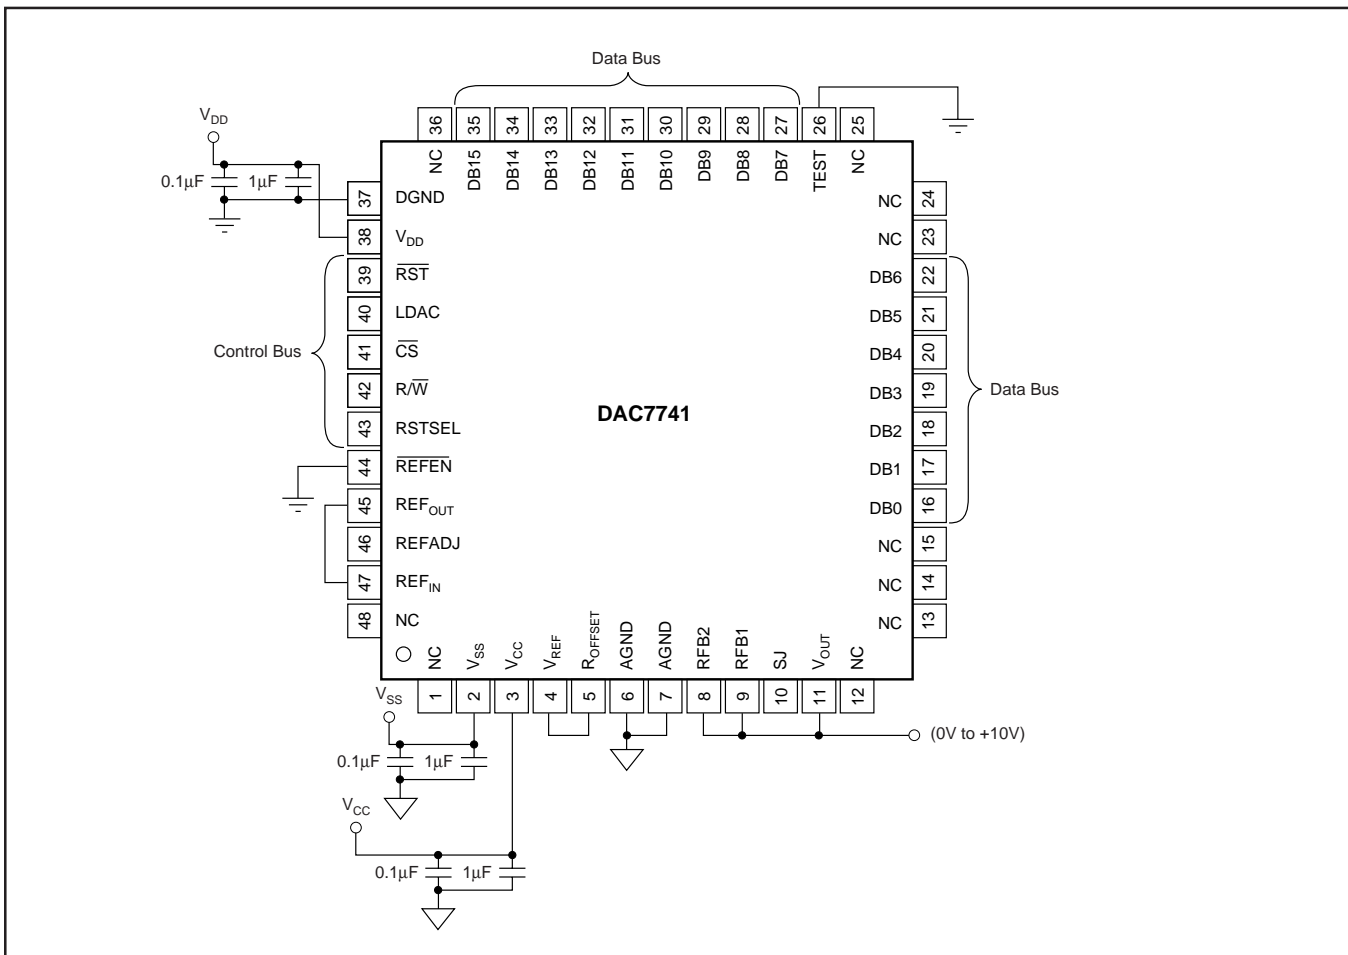 Data Bus
36 35 34 33 32 31 30 29 28 27 26 25
NC DB15 DB14 DB13 DB12 DB11 DB10 DB9 DB8 DB7 TEST NC
V_DD
0.1μF 1μF
37 DGND
38 V_DD
39 R̅S̅T̅
40 LDAC
41 C̅S̅
42 R/W̅
43 RSTSEL
44 R̅E̅F̅E̅N̅
45 REF_OUT
46 REFADJ
47 REF_IN
48 NC
Control Bus
DAC7741
NC 24
NC 23
DB6 22
DB5 21
DB4 20
DB3 19
DB2 18
DB1 17
DB0 16
NC 15
NC 14
NC 13
Data Bus
NC V_SS V_CC V_REF R_OFFSET AGND AGND RFB2 RFB1 SJ V_OUT NC
1 2 3 4 5 6 7 8 9 10 11 12
V_SS
0.1μF 1μF
(0V to +10V)
V_CC
0.1μF 1μF